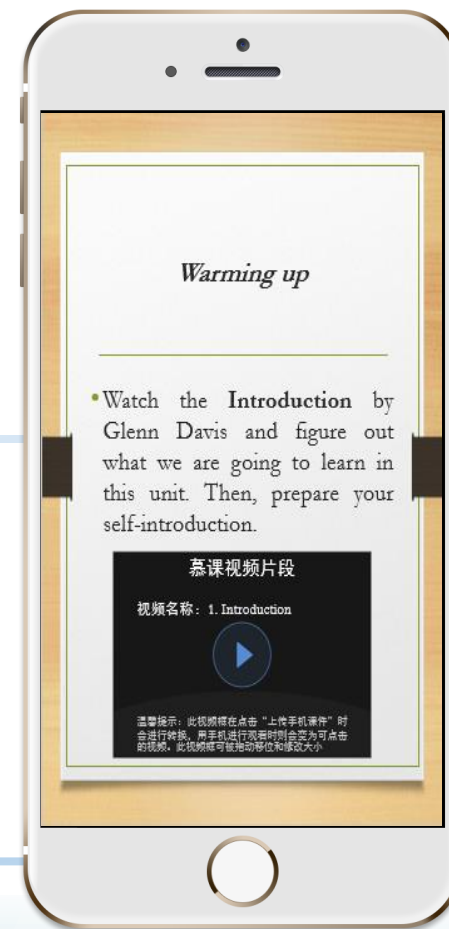 Warming up
•Watch the Introduction by
Glenn Davis and figure out
what we are going to learn in
this unit. Then, prepare your
self-introduction.
慕课视频片段
视频名称：1. Introduction
温馨提示：此视频框在点击“上传手机课件”时
会进行转换，用手机进行观看时则会变为可点击
的视频。此视频框可被拖动移位和修改大小